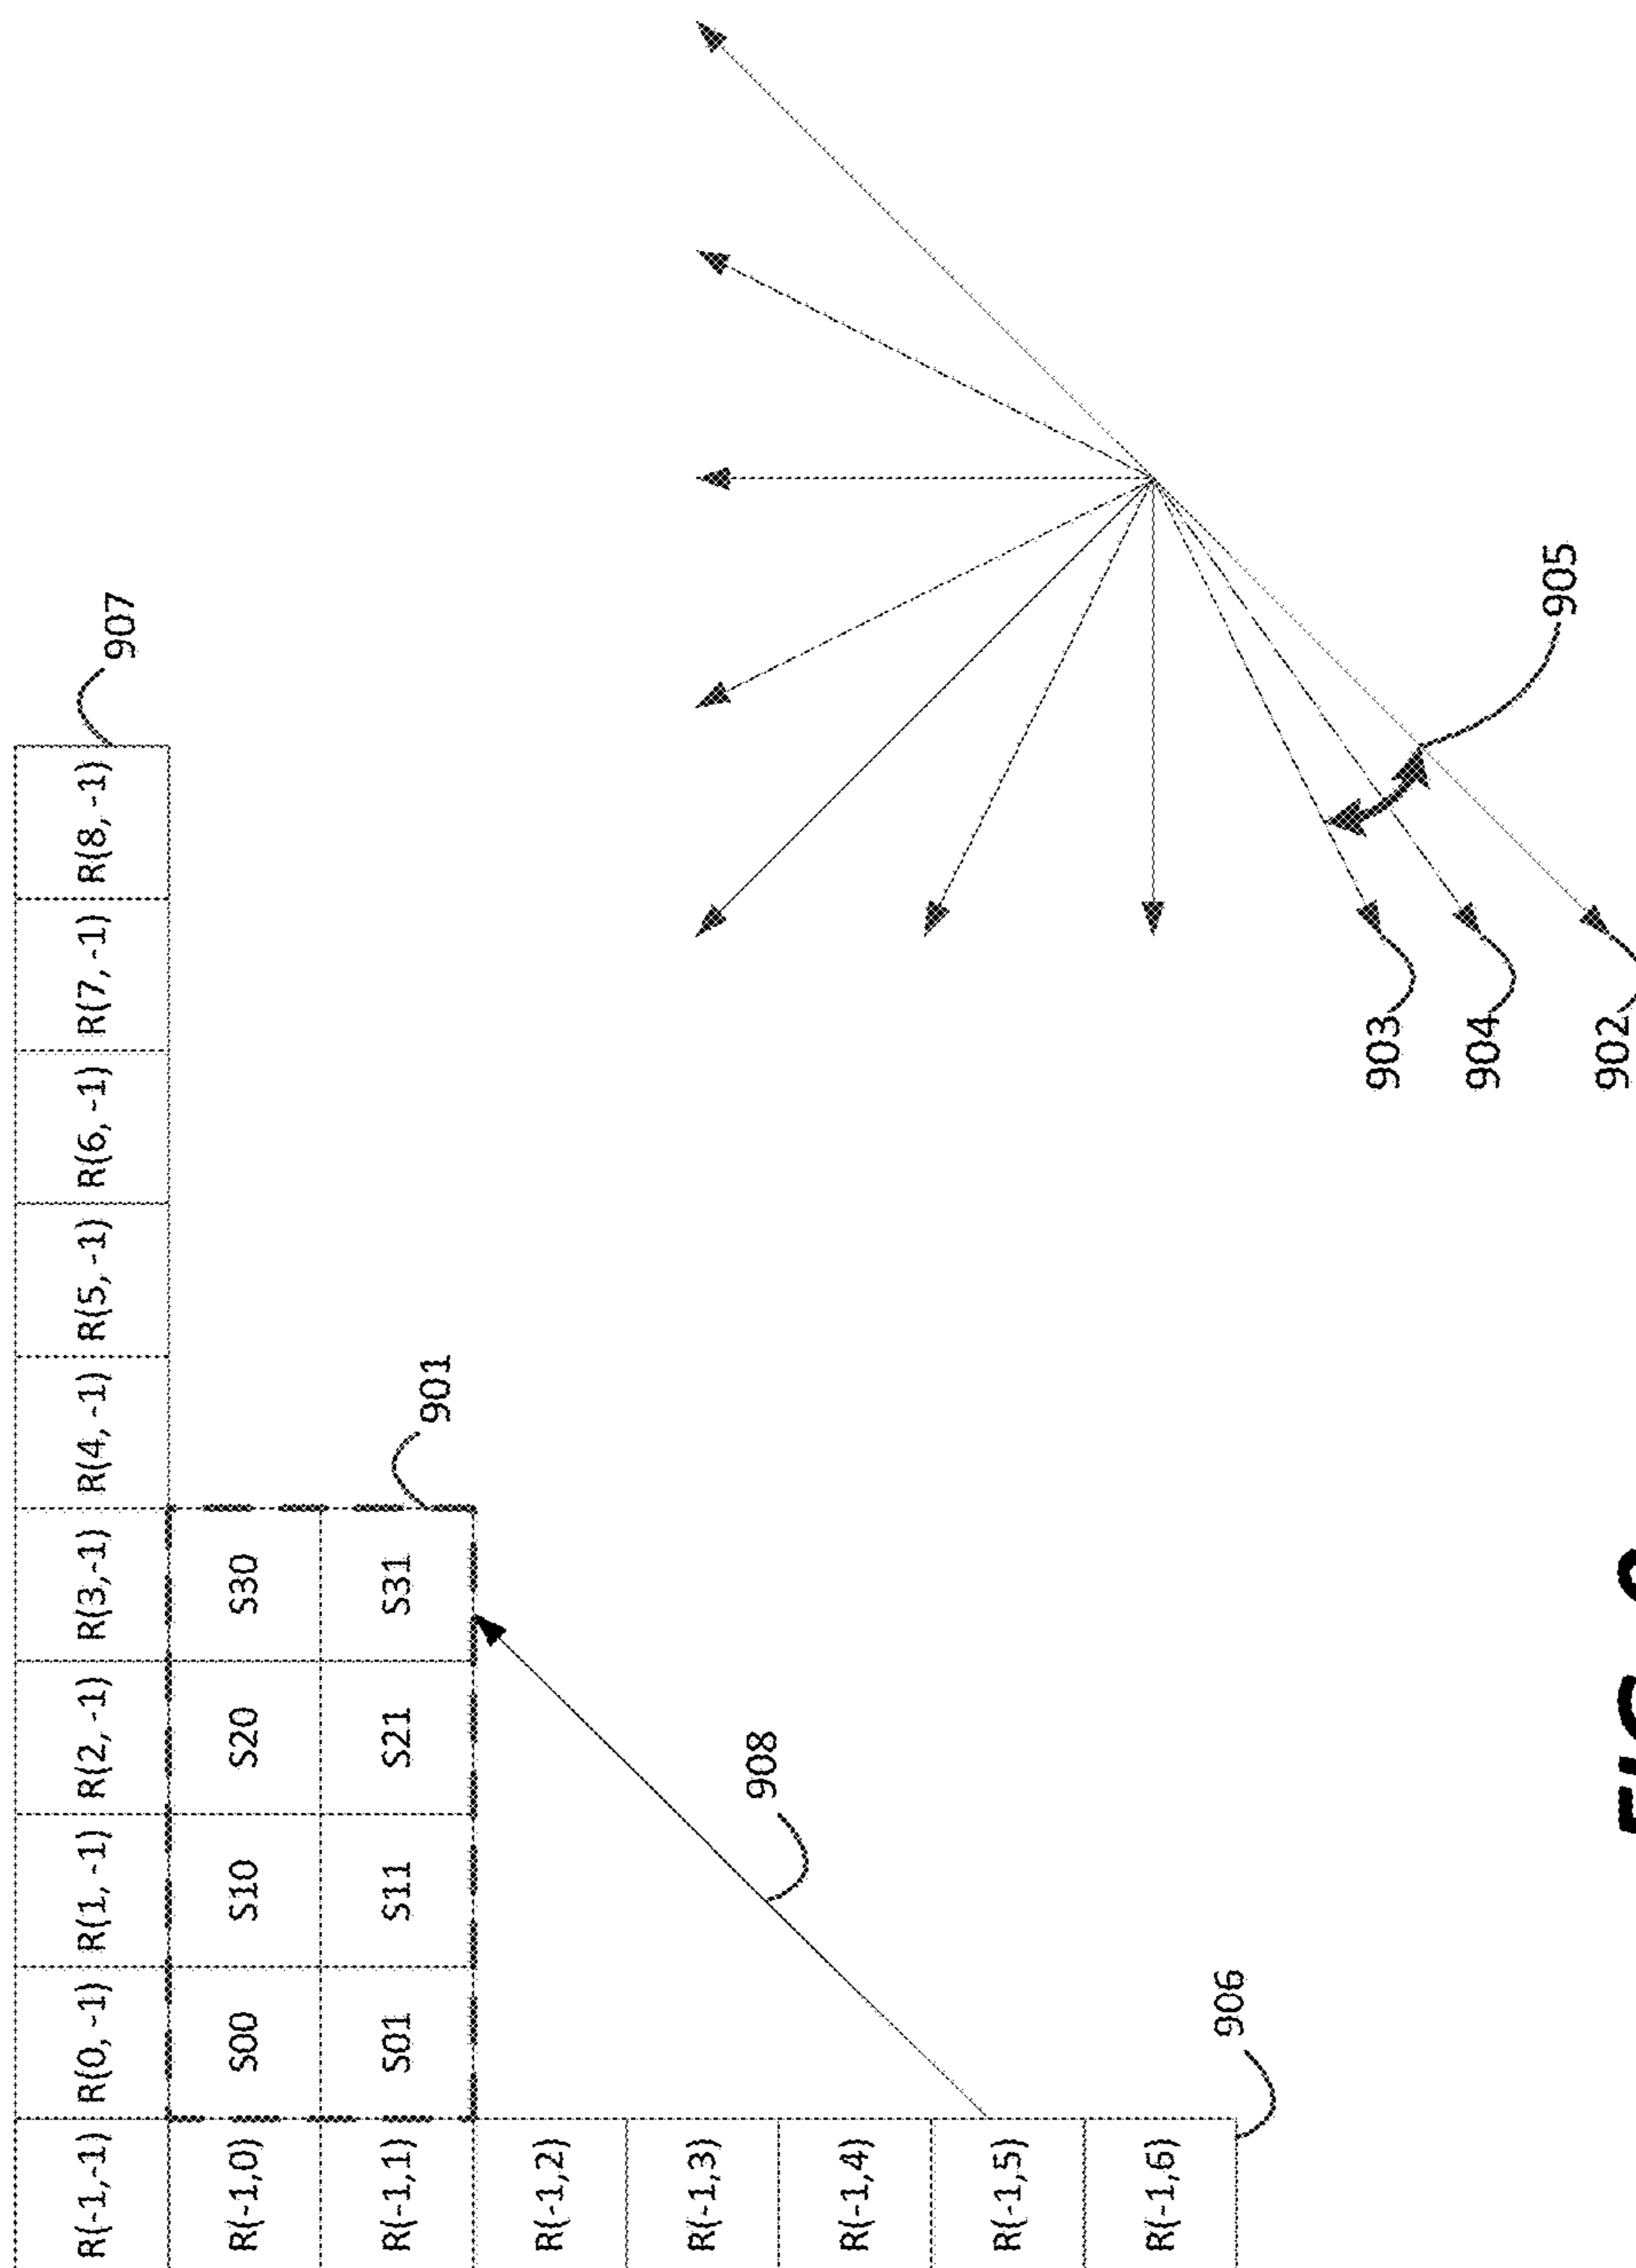 R(-1,-1) R(0, -1) R(1, -1) R(2, -1) R(3,-1) R(4, -1) R(5, -1) R(6, -1) R(7, -1) R(8, -1)
907
R(-1,0) S00 S10 S20 S30
R(-1,1) S01 S11 S21 S31
901
R(-1,2)
R(-1,3)
908
R(-1,4)
R(-1,5)
R(-1,6)
906
903
904
905
902